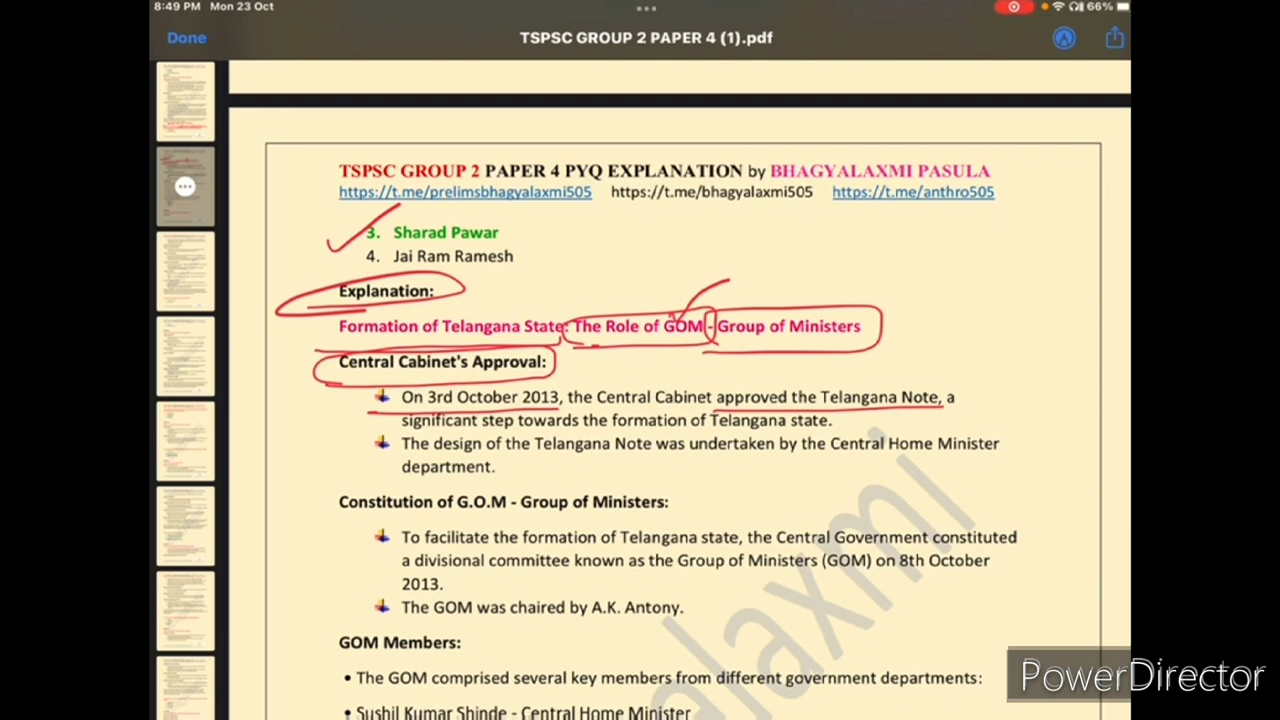 8:49 PM Mon 23 Oct
66%
Done
TSPSC GROUP 2 PAPER 4 (1).pdf
TSPSC GROUP 2 PAPER 4 PYQ EXPLANATION by BHAGYALAXMI PASULA
https://t.me/prelimsbhagyalaxmi505 https://t.me/bhagyalaxmi505 https://t.me/anthro505
3. Sharad Pawar
4. Jai Ram Ramesh
Explanation:
Formation of Telangana State: The Role of GOM - Group of Ministers
Central Cabinet's Approval:
On 3rd October 2013, the Central Cabinet approved the Telangana Note, a
significant step towards the formation of Telangana state.
The design of the Telangana Note was undertaken by the Central Home Minister
department.
Constitution of G.O.M - Group of Ministers:
To facilitate the formation of Telangana state, the Central Government constituted
a divisional committee known as the Group of Ministers (GOM) on 8th October
2013.
The GOM was chaired by A.K. Antony.
GOM Members:
• The GOM comprised several key members from different government departments:
• Sushil Kumar Shinde - Central Home Minister
alaxmi
PowerDirector